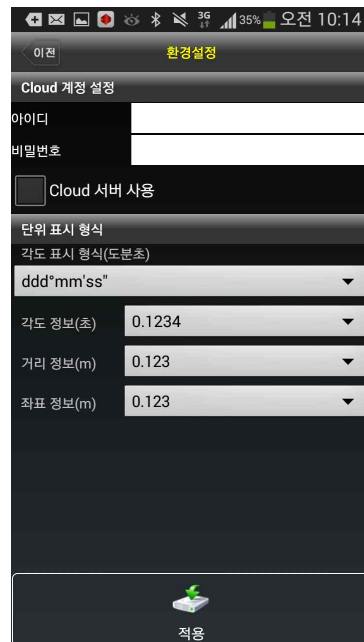 3G 35% 오전 10:14
이전 환경설정
Cloud 계정 설정
아이디
비밀번호
Cloud 서버 사용
단위 표시 형식
각도 표시 형식(도분초)
ddd°mm'ss"
각도 정보(초) 0.1234
거리 정보(m) 0.123
좌표 정보(m) 0.123
적용